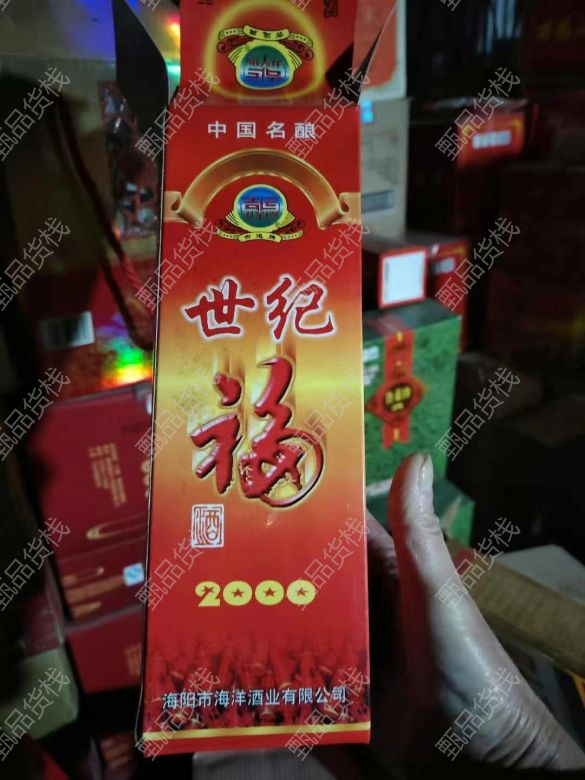 中国名酿
世纪
福
酒
2000
海阳市海洋酒业有限公司
甄品货栈